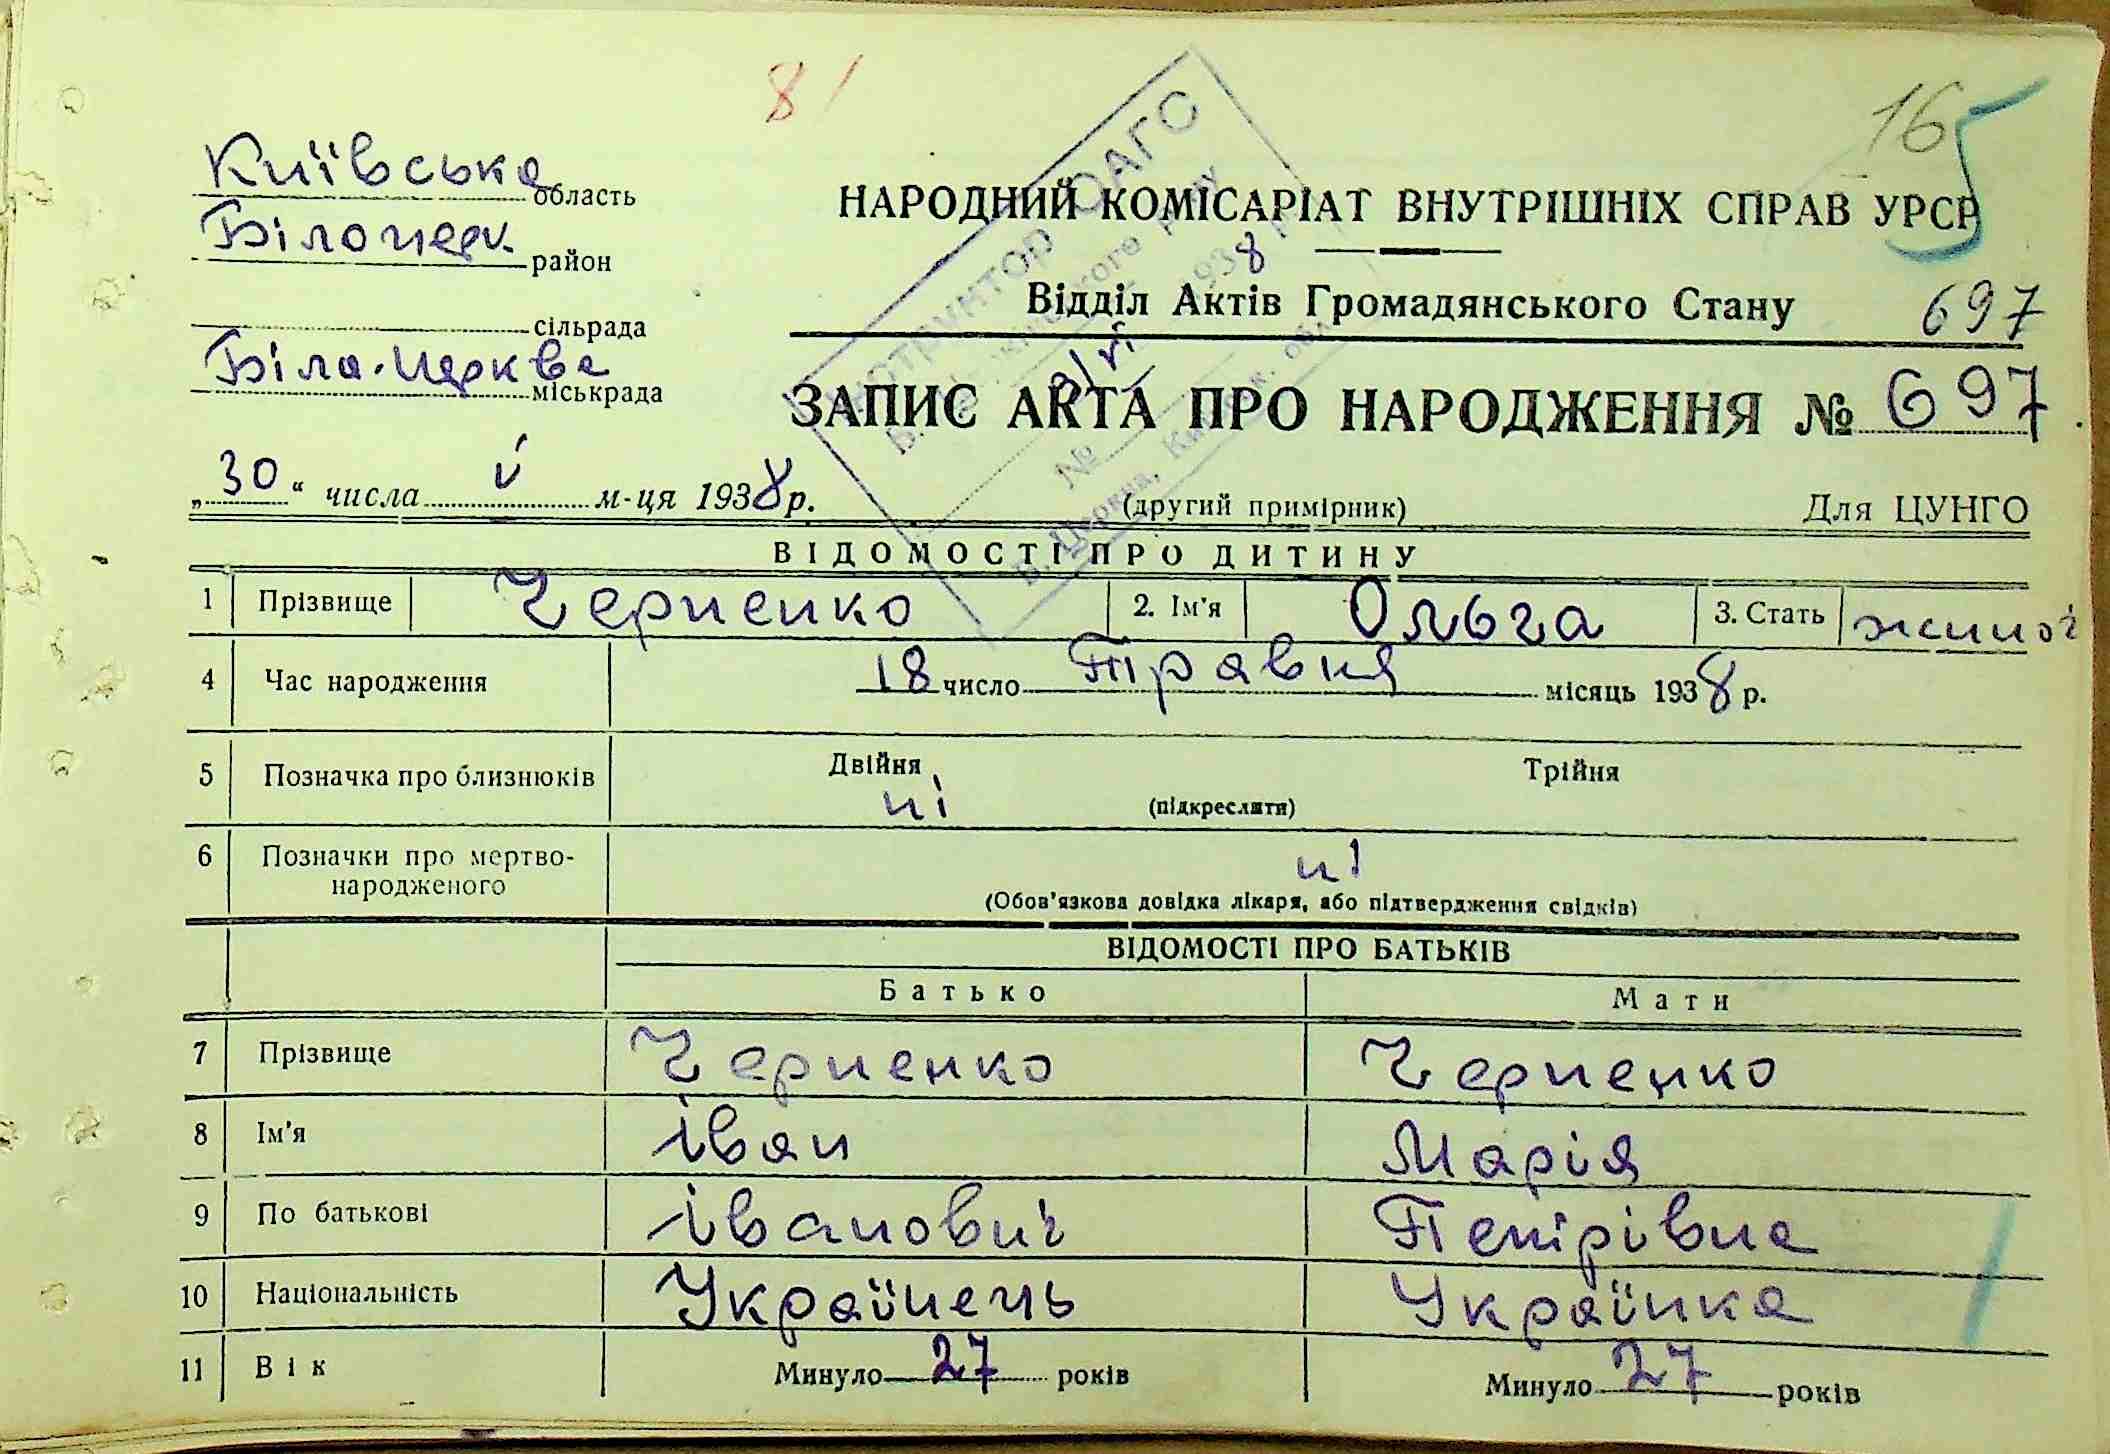 81
165
Київська область
Білоцерк. район
сільрада
Біла-Церква міськрада
НАРОДНИЙ КОМІСАРІАТ ВНУТРІШНІХ СПРАВ УРСР
Відділ Актів Громадянського Стану 697
ЗАПИС АКТА ПРО НАРОДЖЕННЯ № 697
„30“ числа V м-ця 1938 р.
(другий примірник) Для ЦУНГО
ВІДОМОСТІ ПРО ДИТИНУ
1 Прізвище Черненко 2. Ім'я Ольга 3. Стать жіноч
4 Час народження 18 число Травня місяць 1938 р.
5 Позначка про близнюків Двійня Трійня
ні (підкреслити)
6 Позначки про мертво-
народженого ні
(Обов'язкова довідка лікаря, або підтвердження свідків)
ВІДОМОСТІ ПРО БАТЬКІВ
Батько Мати
7 Прізвище Черненко Черненко
8 Ім'я Іван Марія
9 По батькові Іванович Петрівна
10 Національність Українець Українка
11 Вік Минуло 27 років Минуло 27 років